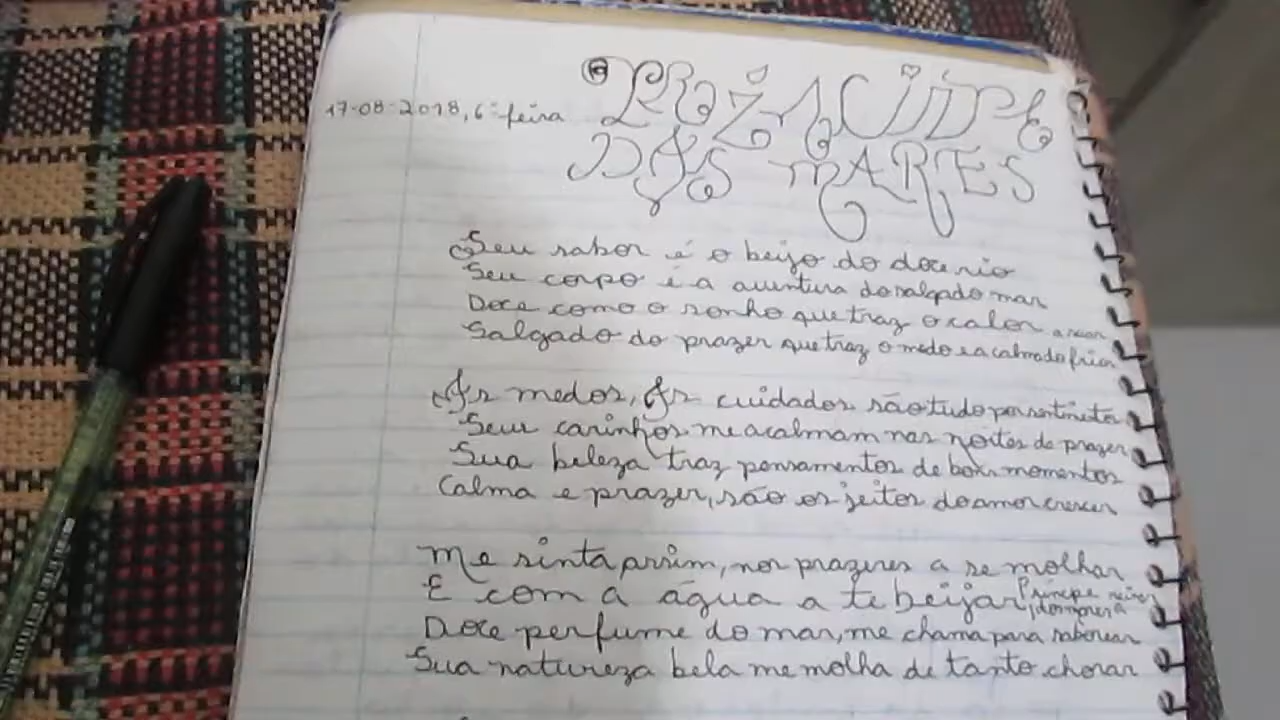 PRÍNCIPE
17-08-2018, 6ª feira
DAS MARES
Seu sabor é o beijo do doce rio
Seu corpo é a aventura do salgado mar
Doce como o sonho que traz o calor a
Salgado do prazer que traz o medo e a calma do frio
Os medos, Os cuidados são tudo por sentimentos
Seus carinhos me acalmam nas noites de prazer
Sua beleza traz pensamentos de bons momentos
Calma e prazer, são os jeitos do amor crescer
Me sinta assim, nos prazeres a se molhar
E com a água a te beijar Príncipe
Doce perfume do mar, me chama para saborear
Sua natureza bela me molha de tanto chorar